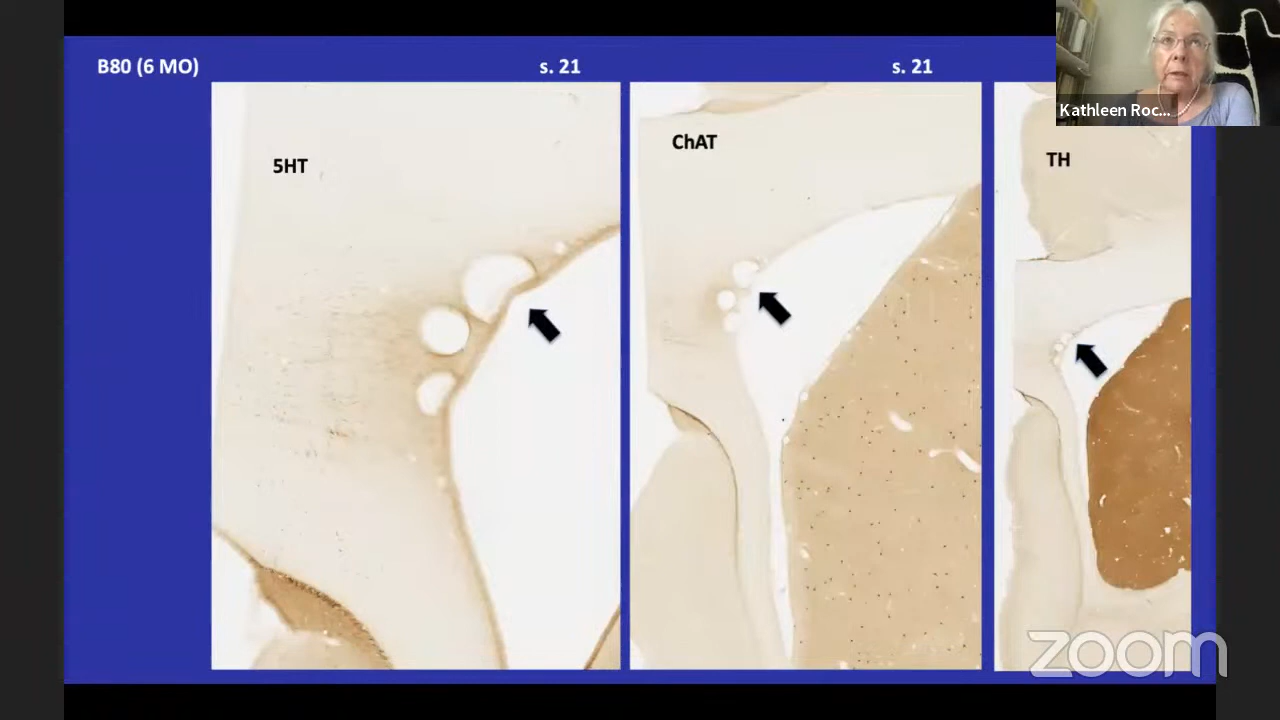 B80 (6 MO)
s. 21
s. 21
5HT
ChAT
TH
Kathleen Roc...
zoom